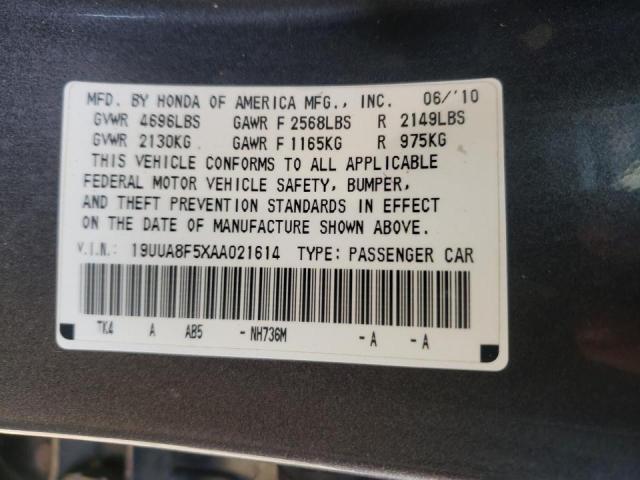 MFD. BY HONDA OF AMERICA MFG., INC. 06/'10
GVWR 4696LBS GAWR F 2568LBS R 2149LBS
GVWR 2130KG GAWR F 1165KG R 975KG
THIS VEHICLE CONFORMS TO ALL APPLICABLE
FEDERAL MOTOR VEHICLE SAFETY, BUMPER,
AND THEFT PREVENTION STANDARDS IN EFFECT
ON THE DATE OF MANUFACTURE SHOWN ABOVE.
V.I.N.: 19UUA8F5XAA021614 TYPE: PASSENGER CAR
TK4 A AB5 - NH736M - A - A